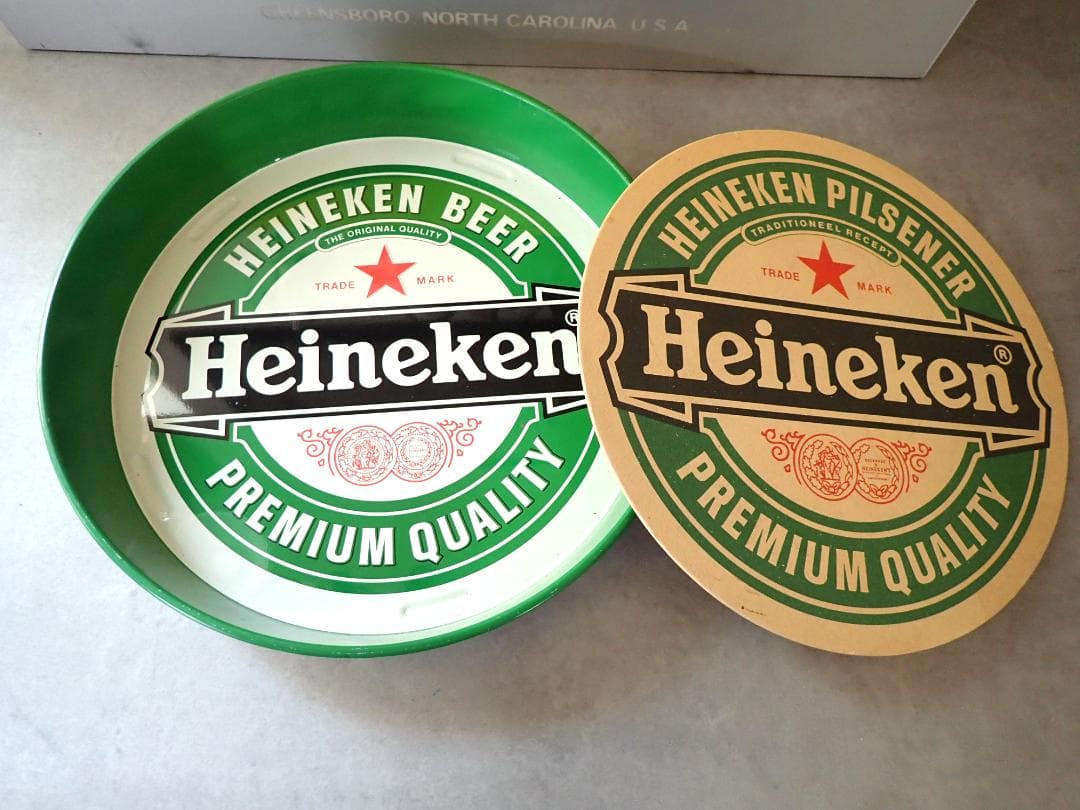 GREENSBORO, NORTH CAROLINA U S A
HEINEKEN BEER
THE ORIGINAL QUALITY
TRADE MARK
Heineken®
PREMIUM QUALITY
HEINEKEN PILSENER
TRADITIONEEL RECEPT
TRADE MARK
Heineken®
PREMIUM QUALITY